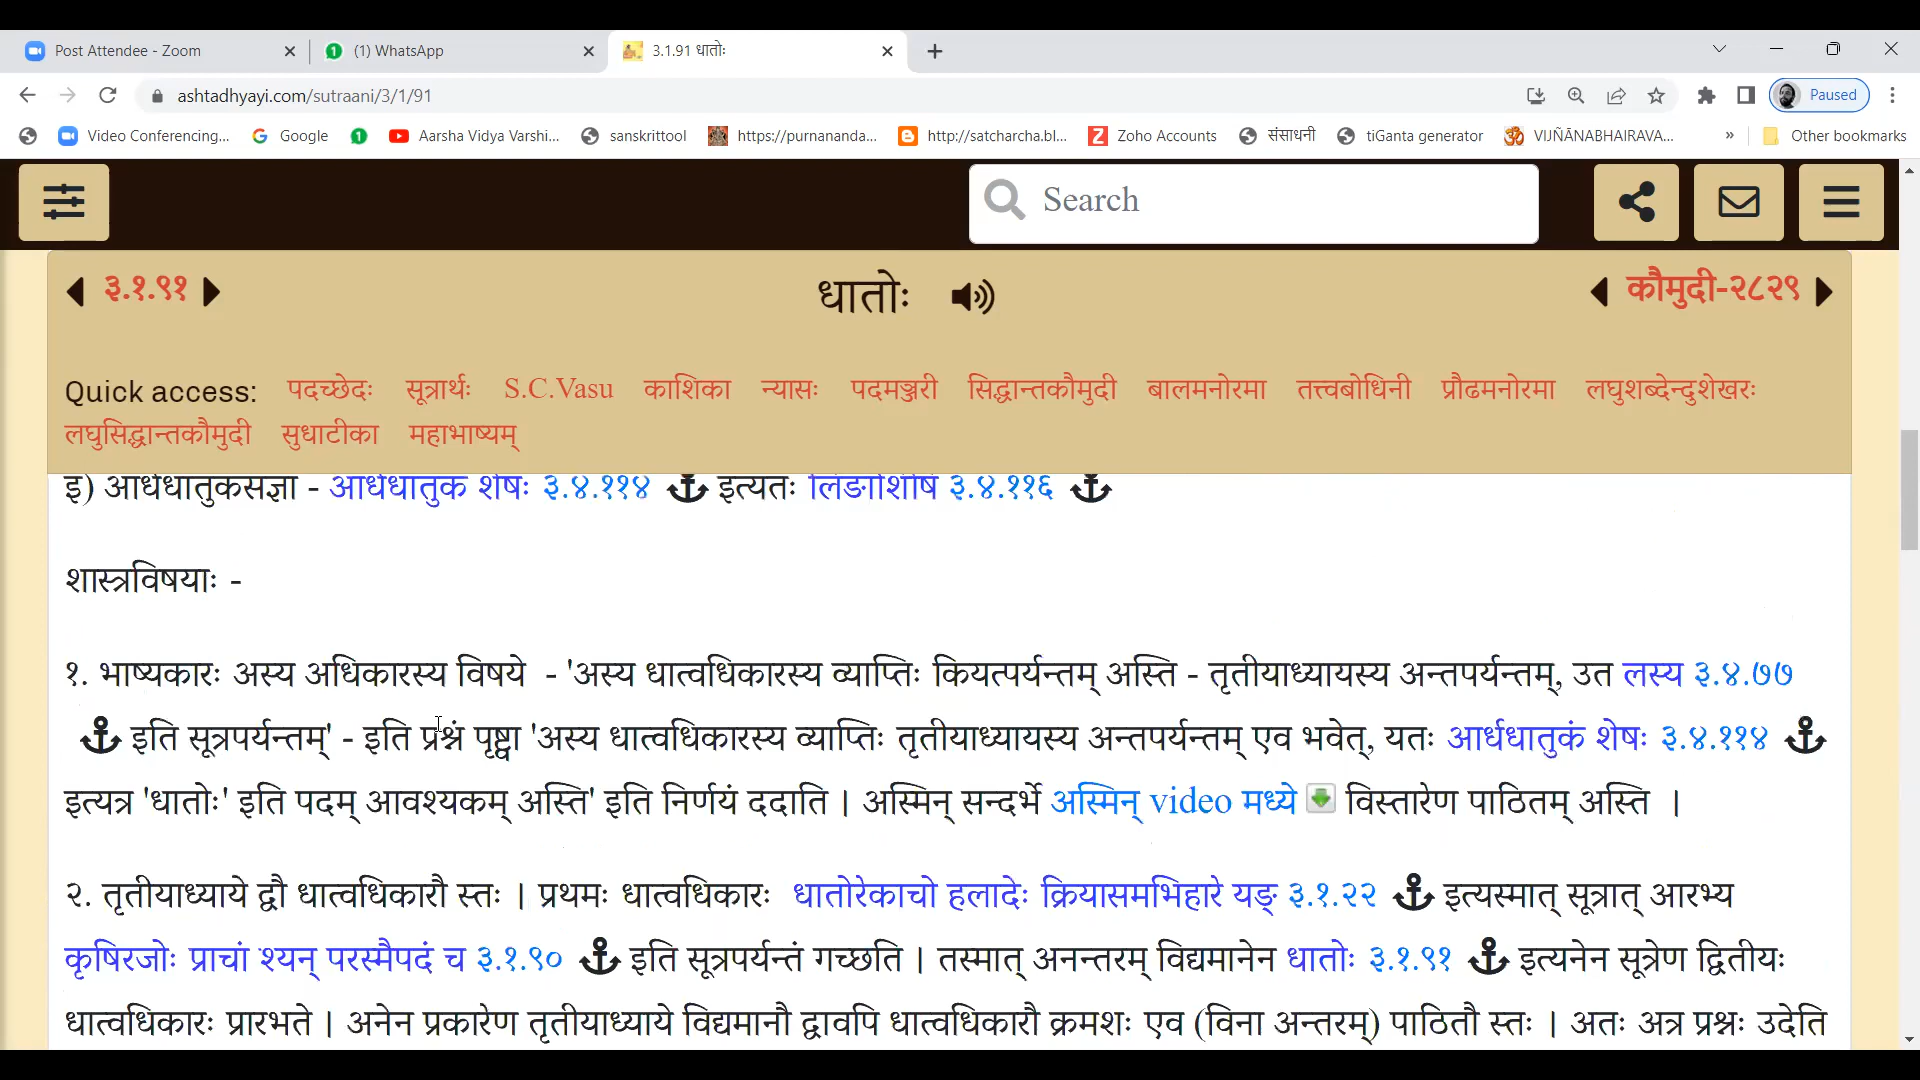 Post Attendee - Zoom
(1) WhatsApp
3.1.91 धातोः
ashtadhyayi.com/sutraani/3/1/91
Paused
Video Conferencing...
Google
Aarsha Vidya Varshi...
sanskrittool
https://purnananda...
http://satcharcha.bl...
Zoho Accounts
संसाधनी
tiGanta generator
VIJÑĀNABHAIRAVA...
»
Other bookmarks
Search
३.१.९१
धातोः
कौमुदी-२८२९
Quick access: पदच्छेदः सूत्रार्थः S.C.Vasu काशिका न्यासः पदमञ्जरी सिद्धान्तकौमुदी बालमनोरमा तत्त्वबोधिनी प्रौढमनोरमा लघुशब्देन्दुशेखरः
लघुसिद्धान्तकौमुदी सुधाटीका महाभाष्यम्
इ) आर्धधातुकसंज्ञा - आर्धधातुकं शेषः ३.४.११४ इत्यतः लिङाशिषि ३.४.११६
शास्त्रविषयाः -
१. भाष्यकारः अस्य अधिकारस्य विषये - 'अस्य धात्वधिकारस्य व्याप्तिः कियत्पर्यन्तम् अस्ति - तृतीयाध्यायस्य अन्तपर्यन्तम्, उत लस्य ३.४.७७
इति सूत्रपर्यन्तम्' - इति प्रश्नं पृष्ट्वा 'अस्य धात्वधिकारस्य व्याप्तिः तृतीयाध्यायस्य अन्तपर्यन्तम् एव भवेत्, यतः आर्धधातुकं शेषः ३.४.११४
इत्यत्र 'धातोः' इति पदम् आवश्यकम् अस्ति' इति निर्णयं ददाति । अस्मिन् सन्दर्भे अस्मिन् video मध्ये विस्तारेण पाठितम् अस्ति ।
२. तृतीयाध्याये द्वौ धात्वधिकारौ स्तः । प्रथमः धात्वधिकारः धातोरेकाचो हलादेः क्रियासमभिहारे यङ् ३.१.२२ इत्यस्मात् सूत्रात् आरभ्य
कृषिरजोः प्राचां श्यन् परस्मैपदं च ३.१.९० इति सूत्रपर्यन्तं गच्छति । तस्मात् अनन्तरम् विद्यमानेन धातोः ३.१.९१ इत्यनेन सूत्रेण द्वितीयः
धात्वधिकारः प्रारभते । अनेन प्रकारेण तृतीयाध्याये विद्यमानौ द्वावपि धात्वधिकारौ क्रमशः एव (विना अन्तरम्) पाठितौ स्तः । अतः अत्र प्रश्नः उदेति